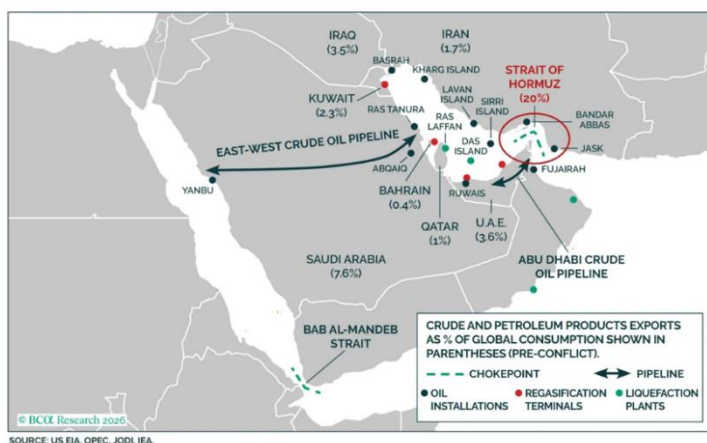 IRAQ
(3.5%)
IRAN
(1.7%)
BASRAH
KHARG ISLAND
STRAIT OF
HORMUZ
(20%)
KUWAIT
(2.3%)
LAVAN
ISLAND
SIRRI
ISLAND
BANDAR
ABBAS
RAS TANURA
RAS
LAFFAN
EAST-WEST CRUDE OIL PIPELINE
DAS
ISLAND
JASK
YANBU
ABQAIQ
FUJAIRAH
BAHRAIN
(0.4%)
RUWAIS
QATAR
(1%)
U.A.E.
(3.6%)
SAUDI ARABIA
(7.6%)
ABU DHABI CRUDE
OIL PIPELINE
BAB AL-MANDEB
STRAIT
CRUDE AND PETROLEUM PRODUCTS EXPORTS
AS % OF GLOBAL CONSUMPTION SHOWN IN
PARENTHESES (PRE-CONFLICT).
CHOKEPOINT
PIPELINE
OIL
INSTALLATIONS
REGASIFICATION
TERMINALS
LIQUEFACTION
PLANTS
© BCα Research 2026
SOURCE: US EIA, OPEC, JODI, IEA.